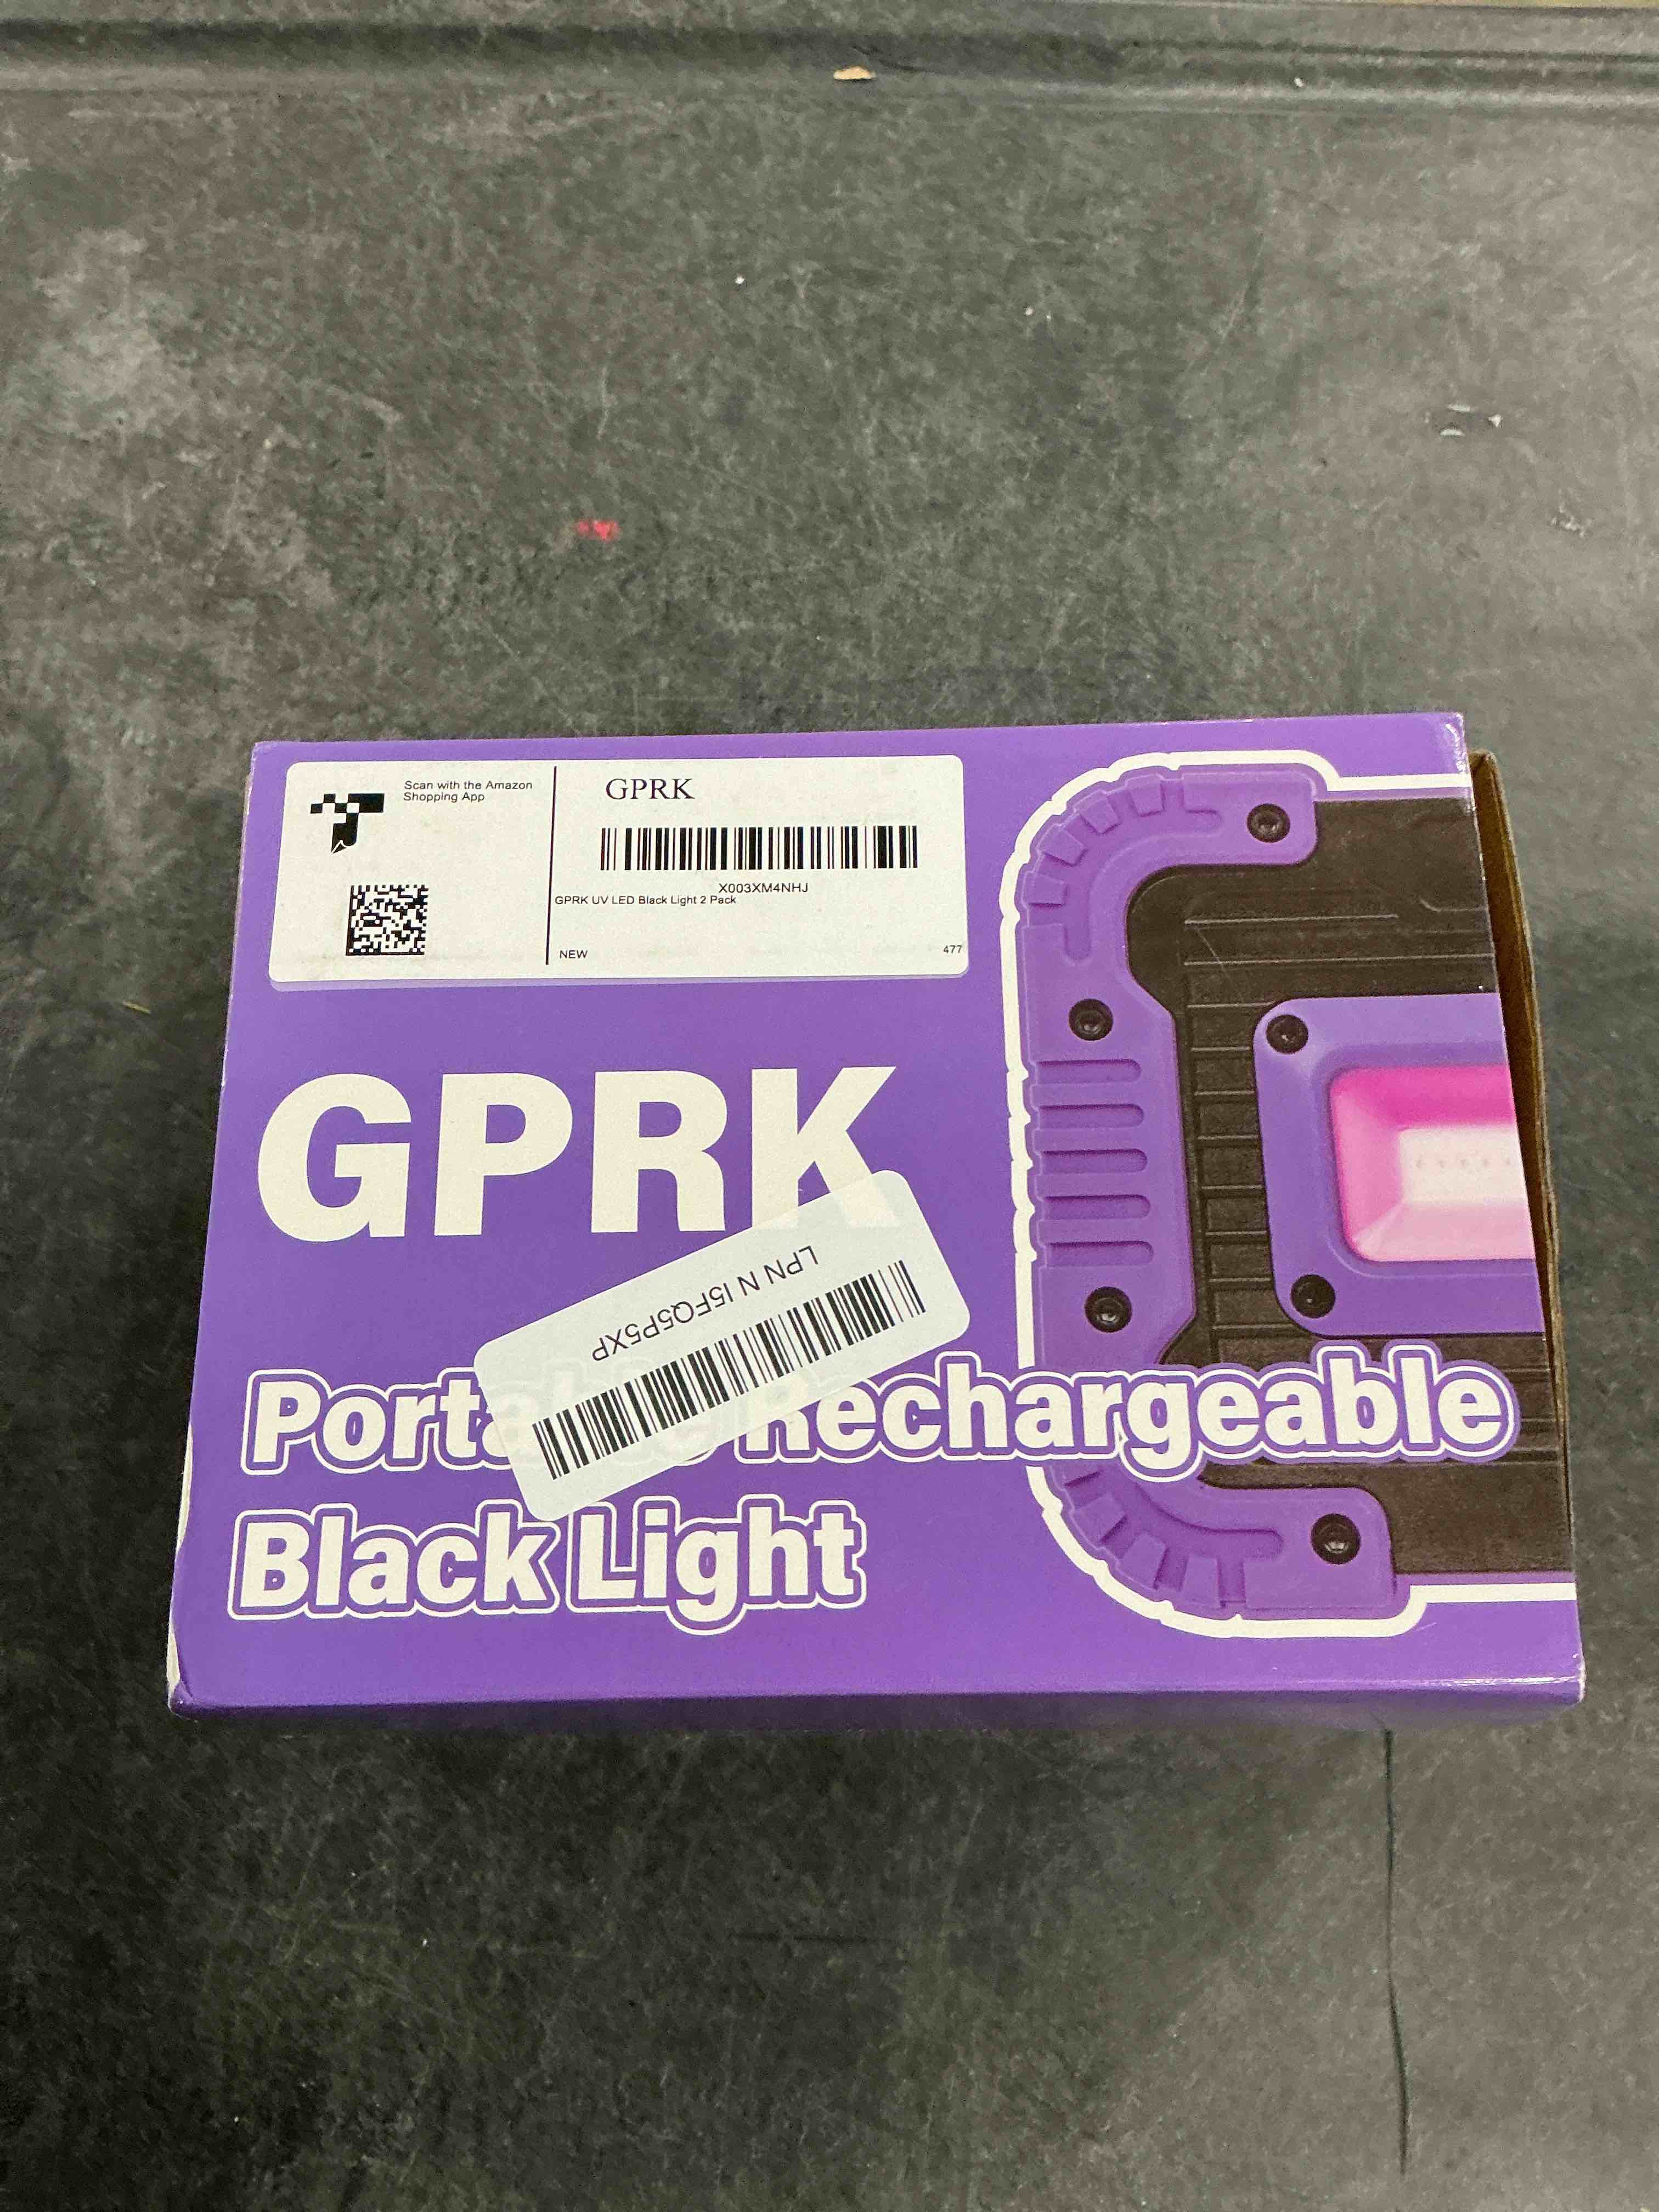 Scan with the Amazon
Shopping App
GPRK
X003XM4NHJ
GPRK UV LED Black Light 2 Pack
NEW
477
GPRK
LPN N I5FQ5P5XP
Portable Rechargeable
Black Light